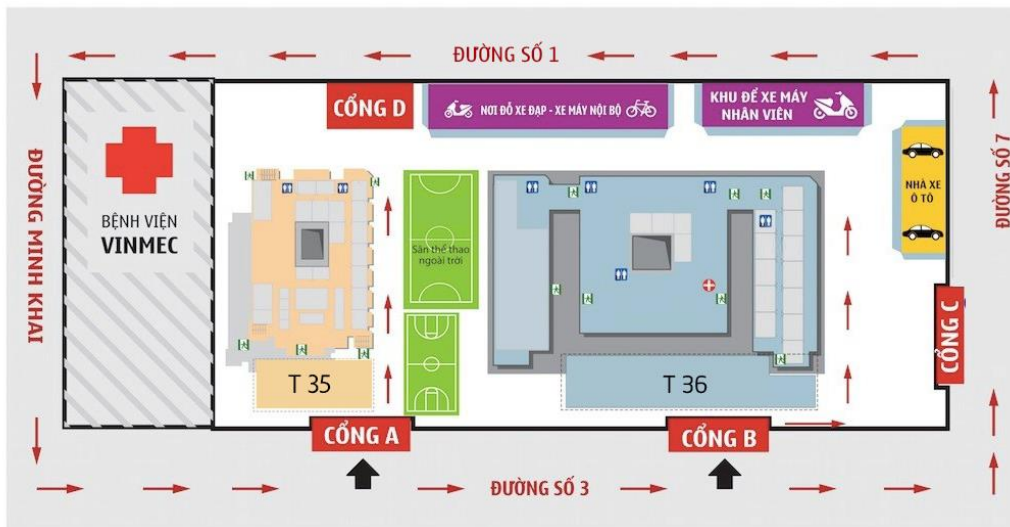 ĐƯỜNG SỐ 1
CỔNG D
NƠI ĐỖ XE ĐẠP - XE MÁY NỘI BỘ
KHU ĐỂ XE MÁY
NHÂN VIÊN
ĐƯỜNG SỐ 7
ĐƯỜNG MINH KHAI
BỆNH VIỆN
VINMEC
NHÀ XE
Ô TÔ
Sân thể thao
ngoài trời
CỔNG C
T 35
T 36
CỔNG A
CỔNG B
ĐƯỜNG SỐ 3